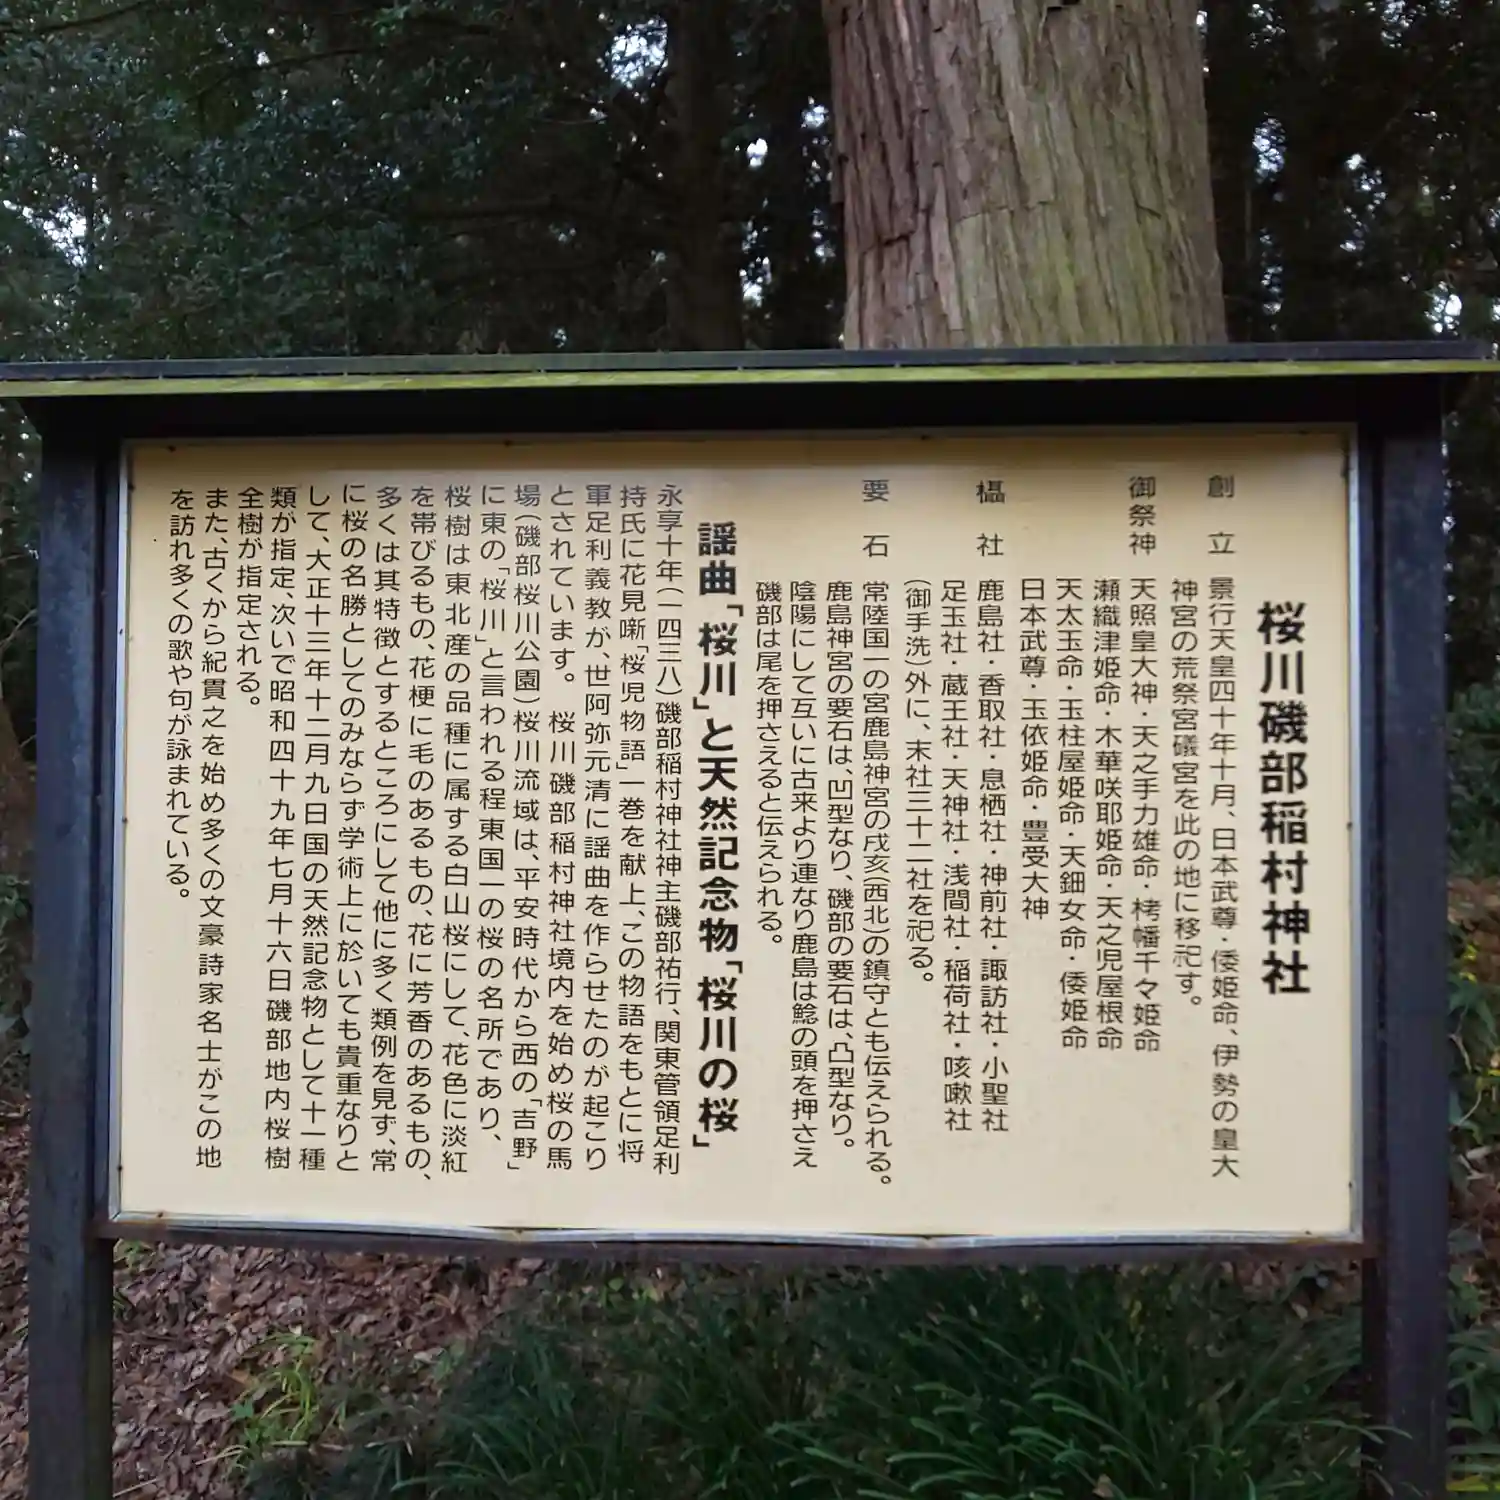 桜川磯部稲村神社
創立 景行天皇四十年十月、日本武尊・倭姫命、伊勢の皇大
神宮の荒祭宮礒宮を此の地に移祀す。
御祭神 天照皇大神・天之手力雄命・栲幡千々姫命
瀬織津姫命・木華咲耶姫命・天之児屋根命
天太玉命・玉柱屋姫命・天鈿女命・倭姫命
日本武尊・玉依姫命・豊受大神
欇社 鹿島社・香取社・息栖社・神前社・諏訪社・小聖社
足玉社・蔵王社・天神社・浅間社・稲荷社・咳嗽社
(御手洗)外に、末社三十二社を祀る。
要石 常陸国一の宮鹿島神宮の戌亥(西北)の鎮守とも伝えられる。
鹿島神宮の要石は、凹型なり、磯部の要石は、凸型なり。
陰陽にして互いに古来より連なり鹿島は鯰の頭を押さえ
磯部は尾を押さえると伝えられる。
謡曲「桜川」と天然記念物「桜川の桜」
永享十年(一四三八)磯部稲村神社神主磯部祐行、関東管領足利
持氏に花見噺「桜児物語」一巻を献上、この物語をもとに将
軍足利義教が、世阿弥元清に謡曲を作らせたのが起こり
とされています。 桜川磯部稲村神社境内を始め桜の馬
場(磯部桜川公園)桜川流域は、平安時代から西の「吉野」
に東の「桜川」と言われる程東国一の桜の名所であり、
桜樹は東北産の品種に属する白山桜にして、花色に淡紅
を帯びるもの、花梗に毛のあるもの、花に芳香のあるもの、
多くは其特徴とするところにして他に多く類例を見ず、常
に桜の名勝としてのみならず学術上に於いても貴重なりと
して、大正十三年十二月九日国の天然記念物として十一種
類が指定、次いで昭和四十九年七月十六日磯部地内桜樹
全樹が指定される。
また、古くから紀貫之を始め多くの文豪詩家名士がこの地
を訪れ多くの歌や句が詠まれている。